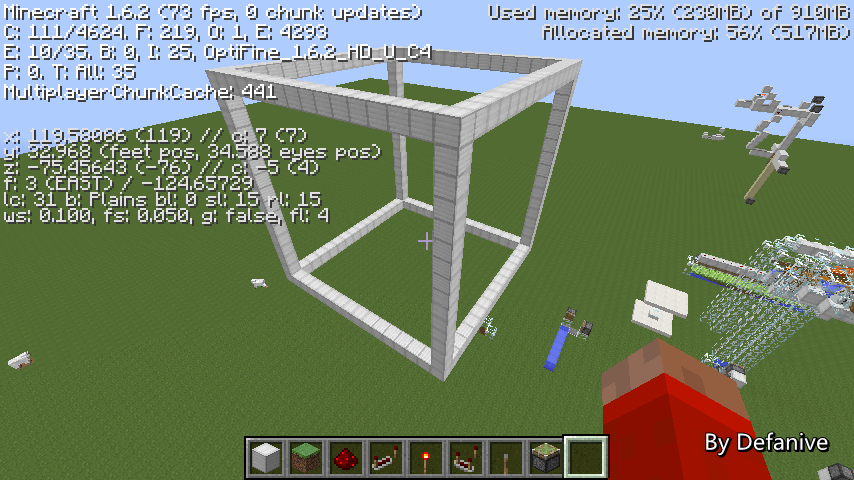 Minecraft 1.6.2 (73 fps, 0 chunk updates)
C: 111/4624, F: 219, O: 1, E: 4293
E: 10/35, B: 0, I: 25, OptiFine_1.6.2_HD_U_C4
P: 0, T: All: 35
MultiplayerChunkCache: 441
x: 119.58086 (119) // c: 7 (7)
y: 32.968 (feet pos, 34.588 eyes pos)
z: -75.45643 (-76) // c: -5 (4)
f: 3 (EAST) / -124.65729
lc: 31 b: Plains bl: 0 sl: 15 rl: 15
ws: 0.100, fs: 0.050, g: false, fl: 4
Used memory: 25% (230MB) of 910MB
Allocated memory: 56% (517MB)
By Defanive